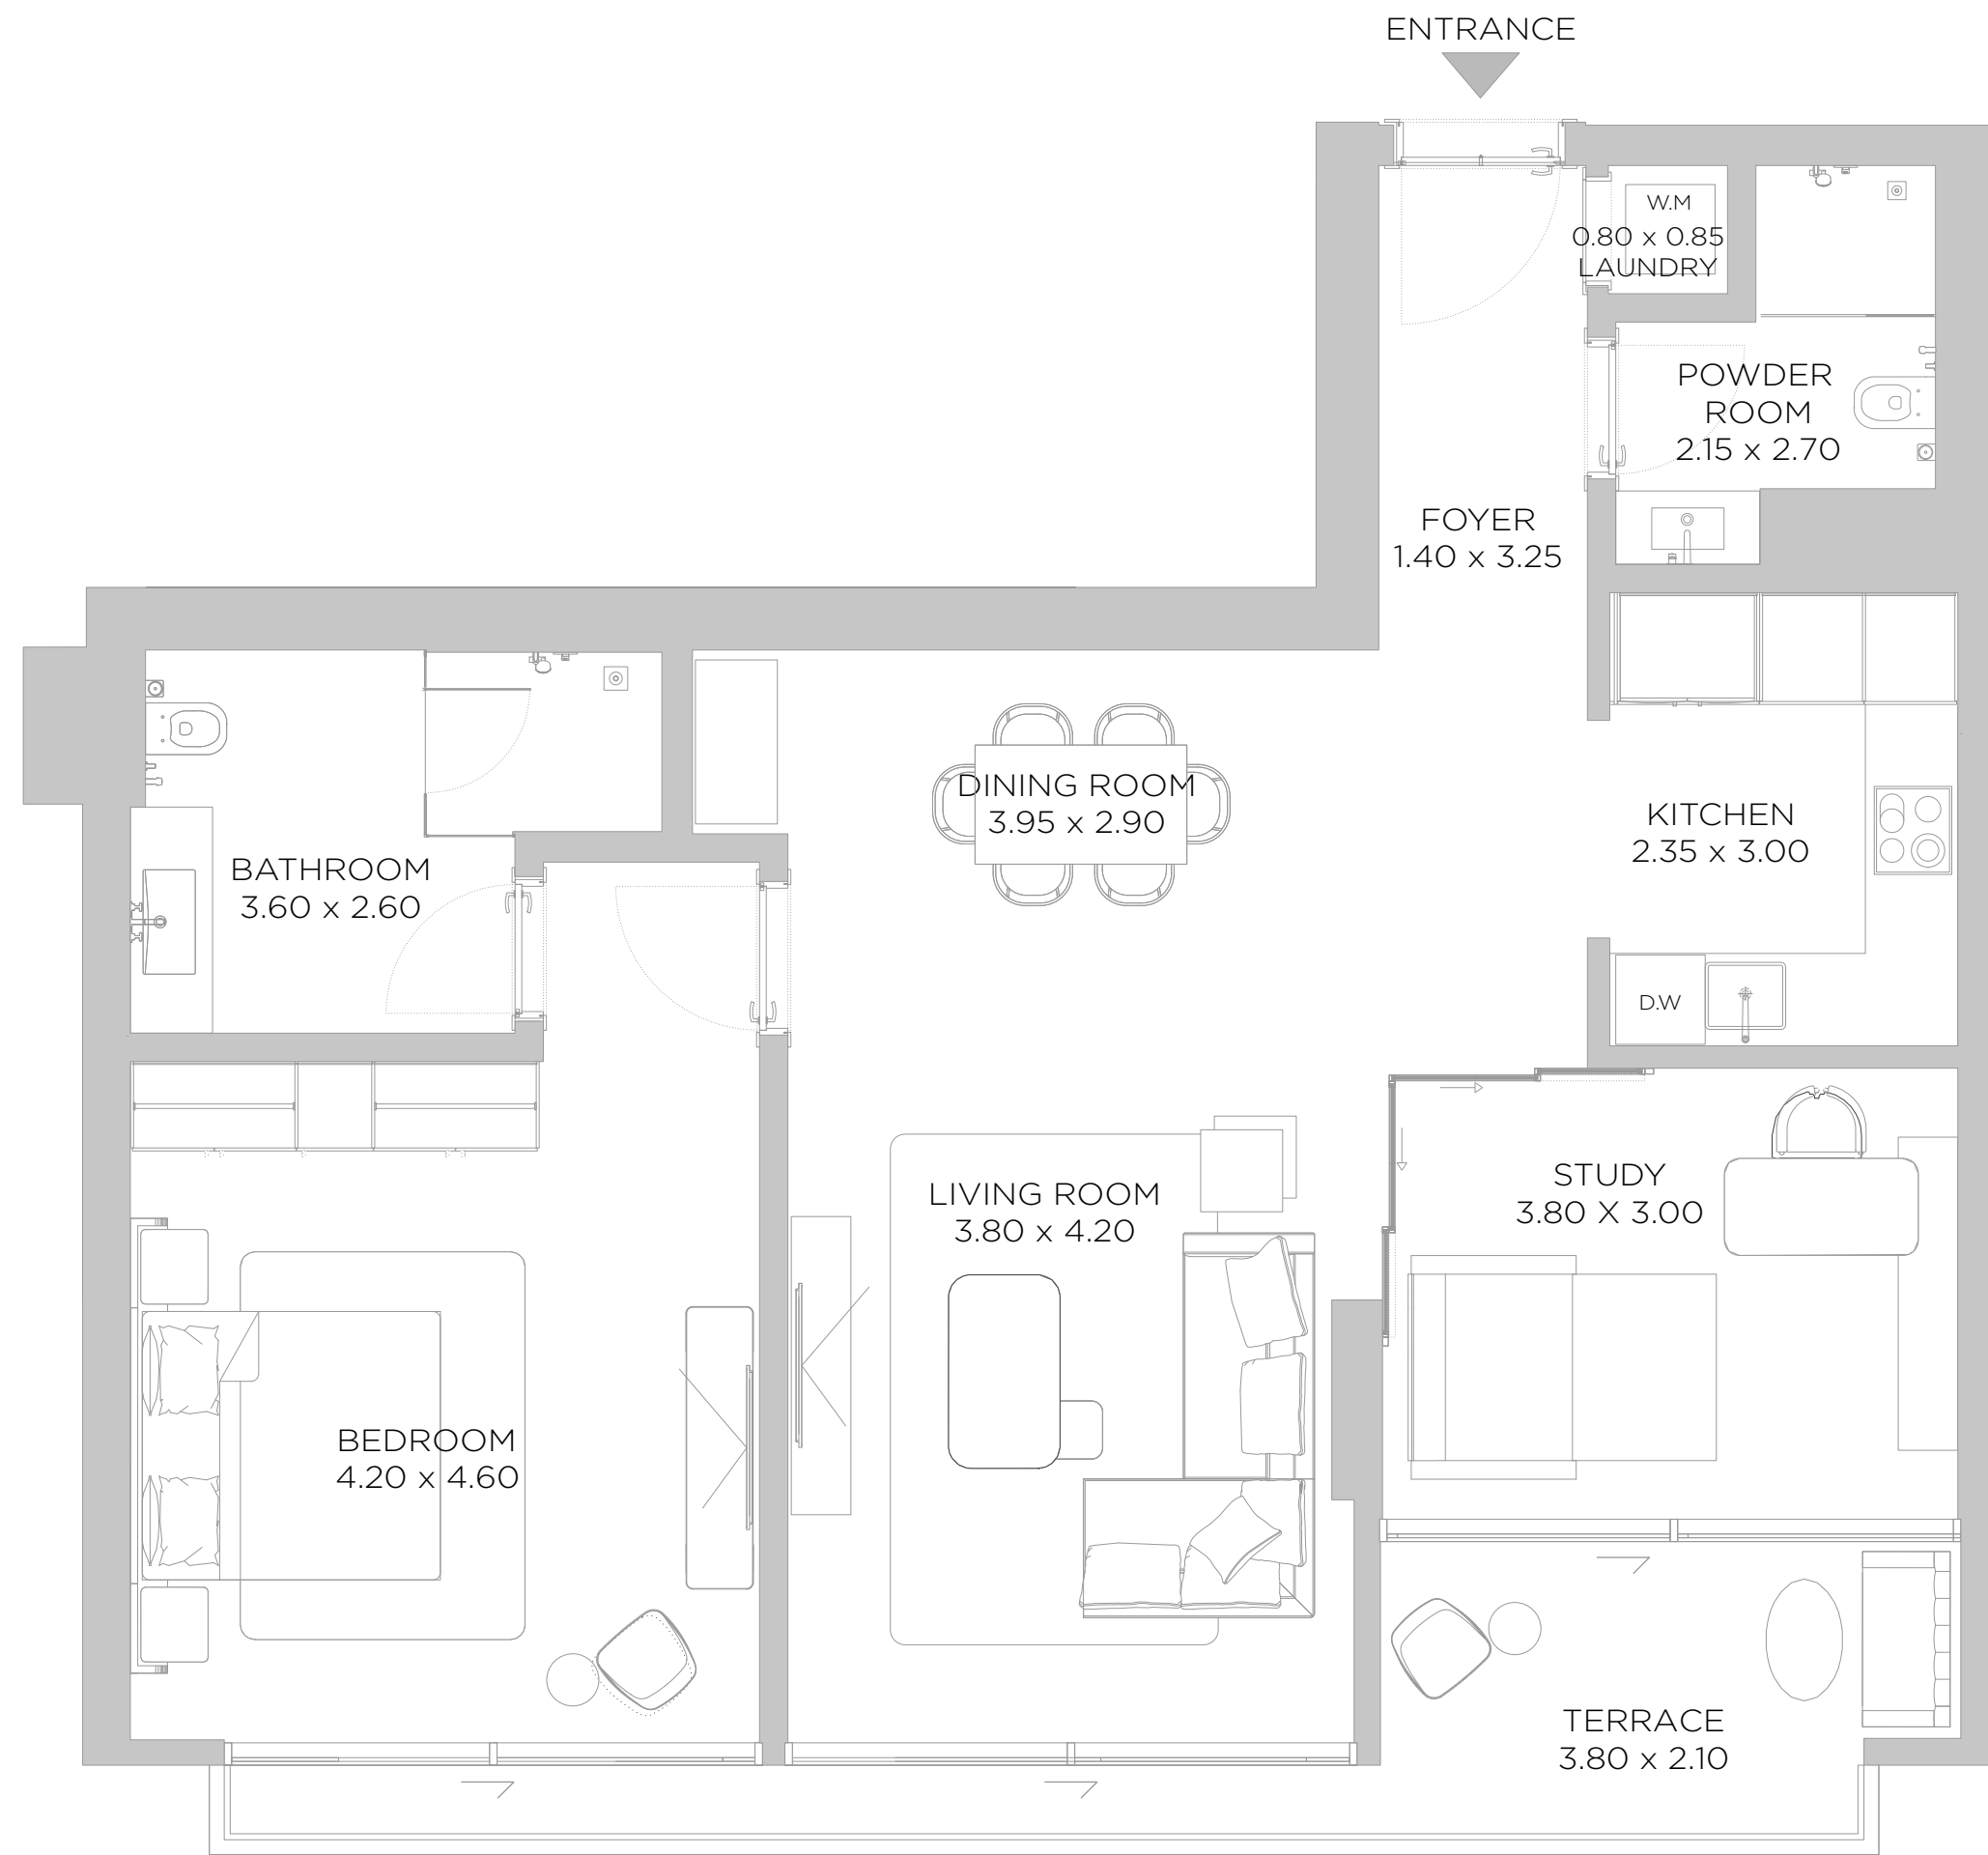 ENTRANCE
W.M
0.80 x 0.85
LAUNDRY
POWDER
ROOM
2.15 x 2.70
FOYER
1.40 x 3.25
DINING ROOM
3.95 x 2.90
KITCHEN
2.35 x 3.00
BATHROOM
3.60 x 2.60
D.W
LIVING ROOM
3.80 x 4.20
STUDY
3.80 X 3.00
BEDROOM
4.20 x 4.60
TERRACE
3.80 x 2.10